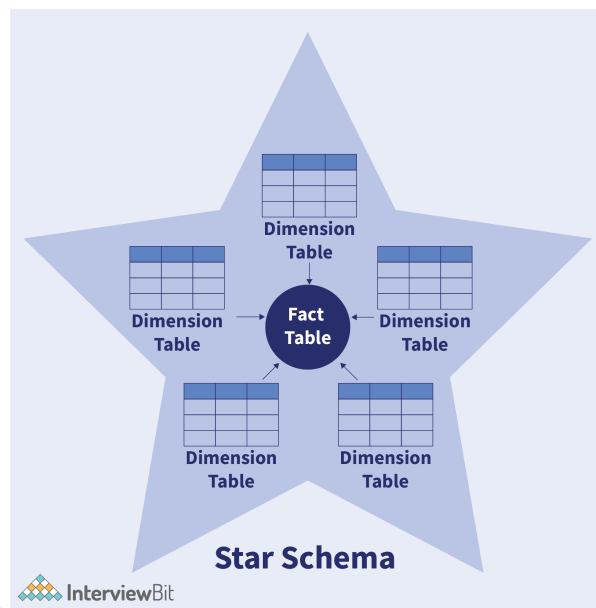 Dimension
Table
Dimension
Table
Fact
Table
Dimension
Table
Dimension
Table
Dimension
Table
Star Schema
InterviewBit